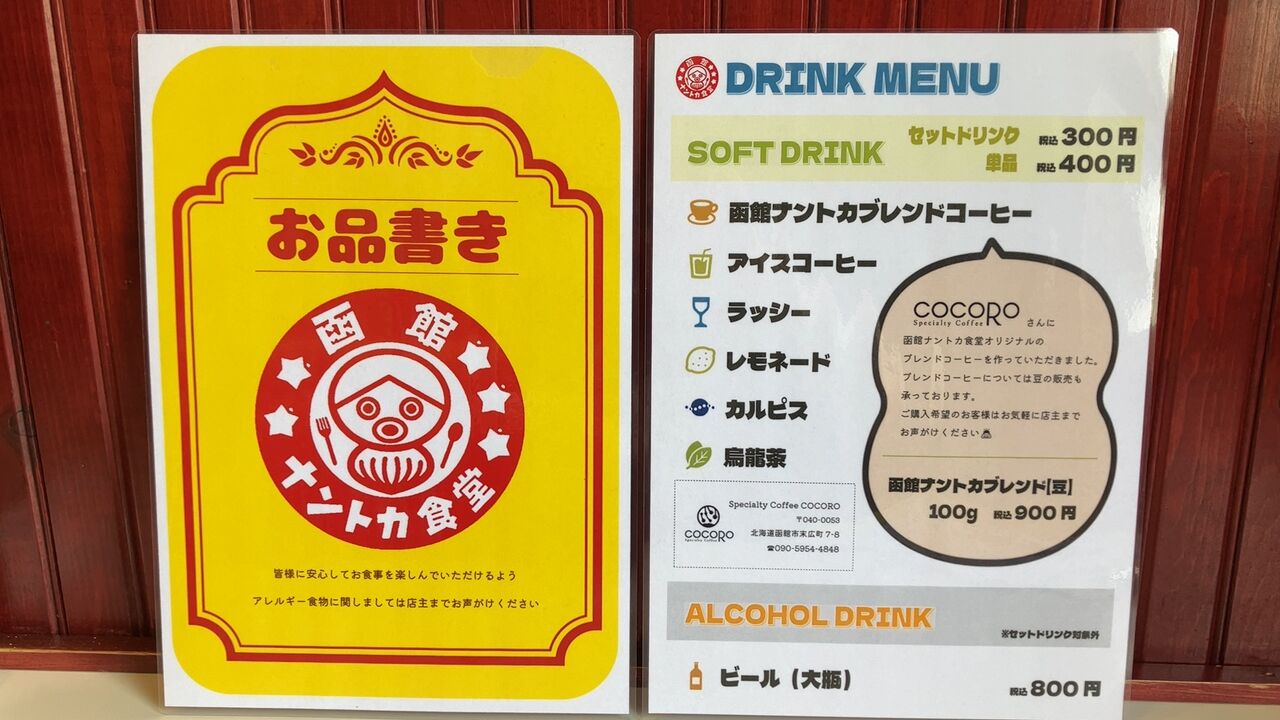 お品書き
函館
ナントカ食堂
皆様に安心してお食事を楽しんでいただけるよう
アレルギー食物に関しましては店主までお声がけください
函館
ナントカ食堂
DRINK MENU
SOFT DRINK
セットドリンク 税込300円
単品 税込400円
函館ナントカブレンドコーヒー
アイスコーヒー
ラッシー
レモネード
カルピス
烏龍茶
COCORO
Specialty Coffee さんに
函館ナントカ食堂オリジナルの
ブレンドコーヒーを作っていただきました。
ブレンドコーヒーについては豆の販売も
承っております。
ご購入希望のお客様はお気軽に店主まで
お声がけください
函館ナントカブレンド[豆]
100g 税込900円
COCORO
Specialty Coffee
Specialty Coffee COCORO
〒040-0053
北海道函館市末広町7-8
☎090-5954-4848
ALCOHOL DRINK
※セットドリンク対象外
ビール(大瓶) 税込800円